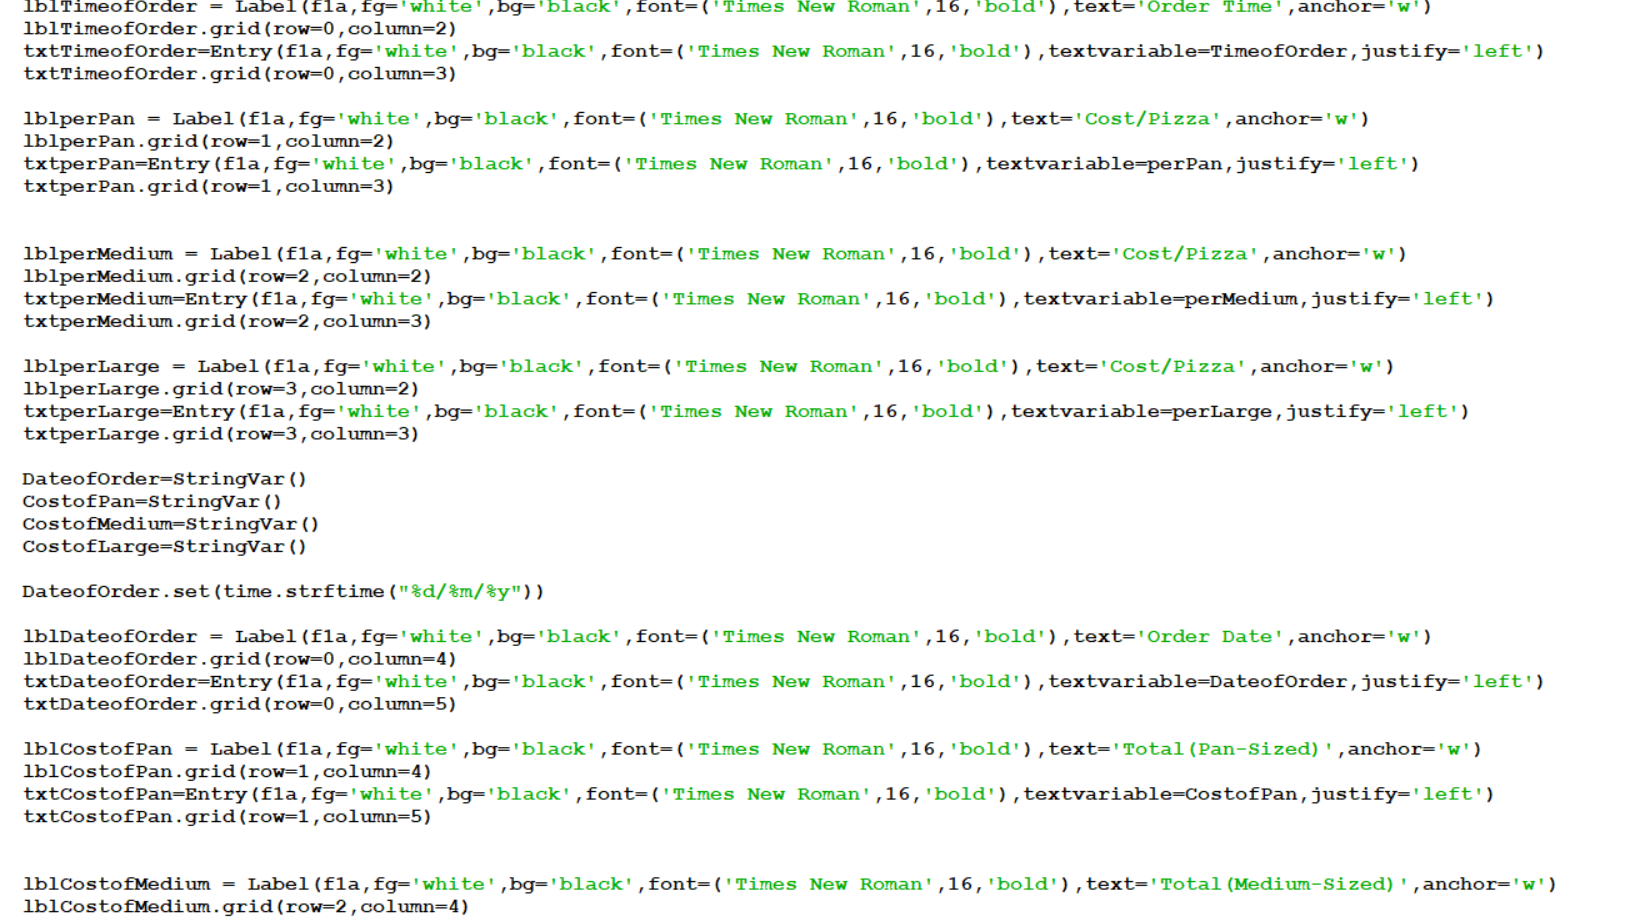 lblTimeofOrder = Label(f1a,fg='white',bg='black',font=('Times New Roman',16,'bold'),text='Order Time',anchor='w')
lblTimeofOrder.grid(row=0,column=2)
txtTimeofOrder=Entry(f1a,fg='white',bg='black',font=('Times New Roman',16,'bold'),textvariable=TimeofOrder,justify='left')
txtTimeofOrder.grid(row=0,column=3)
lblperPan = Label(f1a,fg='white',bg='black',font=('Times New Roman',16,'bold'),text='Cost/Pizza',anchor='w')
lblperPan.grid(row=1,column=2)
txtperPan=Entry(f1a,fg='white',bg='black',font=('Times New Roman',16,'bold'),textvariable=perPan,justify='left')
txtperPan.grid(row=1,column=3)
lblperMedium = Label(f1a,fg='white',bg='black',font=('Times New Roman',16,'bold'),text='Cost/Pizza',anchor='w')
lblperMedium.grid(row=2,column=2)
txtperMedium=Entry(f1a,fg='white',bg='black',font=('Times New Roman',16,'bold'),textvariable=perMedium,justify='left')
txtperMedium.grid(row=2,column=3)
lblperLarge = Label(f1a,fg='white',bg='black',font=('Times New Roman',16,'bold'),text='Cost/Pizza',anchor='w')
lblperLarge.grid(row=3,column=2)
txtperLarge=Entry(f1a,fg='white',bg='black',font=('Times New Roman',16,'bold'),textvariable=perLarge,justify='left')
txtperLarge.grid(row=3,column=3)
DateofOrder=StringVar()
CostofPan=StringVar()
CostofMedium=StringVar()
CostofLarge=StringVar()
DateofOrder.set(time.strftime("%d/%m/%y"))
lblDateofOrder = Label(f1a,fg='white',bg='black',font=('Times New Roman',16,'bold'),text='Order Date',anchor='w')
lblDateofOrder.grid(row=0,column=4)
txtDateofOrder=Entry(f1a,fg='white',bg='black',font=('Times New Roman',16,'bold'),textvariable=DateofOrder,justify='left')
txtDateofOrder.grid(row=0,column=5)
lblCostofPan = Label(f1a,fg='white',bg='black',font=('Times New Roman',16,'bold'),text='Total(Pan-Sized)',anchor='w')
lblCostofPan.grid(row=1,column=4)
txtCostofPan=Entry(f1a,fg='white',bg='black',font=('Times New Roman',16,'bold'),textvariable=CostofPan,justify='left')
txtCostofPan.grid(row=1,column=5)
lblCostofMedium = Label(f1a,fg='white',bg='black',font=('Times New Roman',16,'bold'),text='Total(Medium-Sized)',anchor='w')
lblCostofMedium.grid(row=2,column=4)